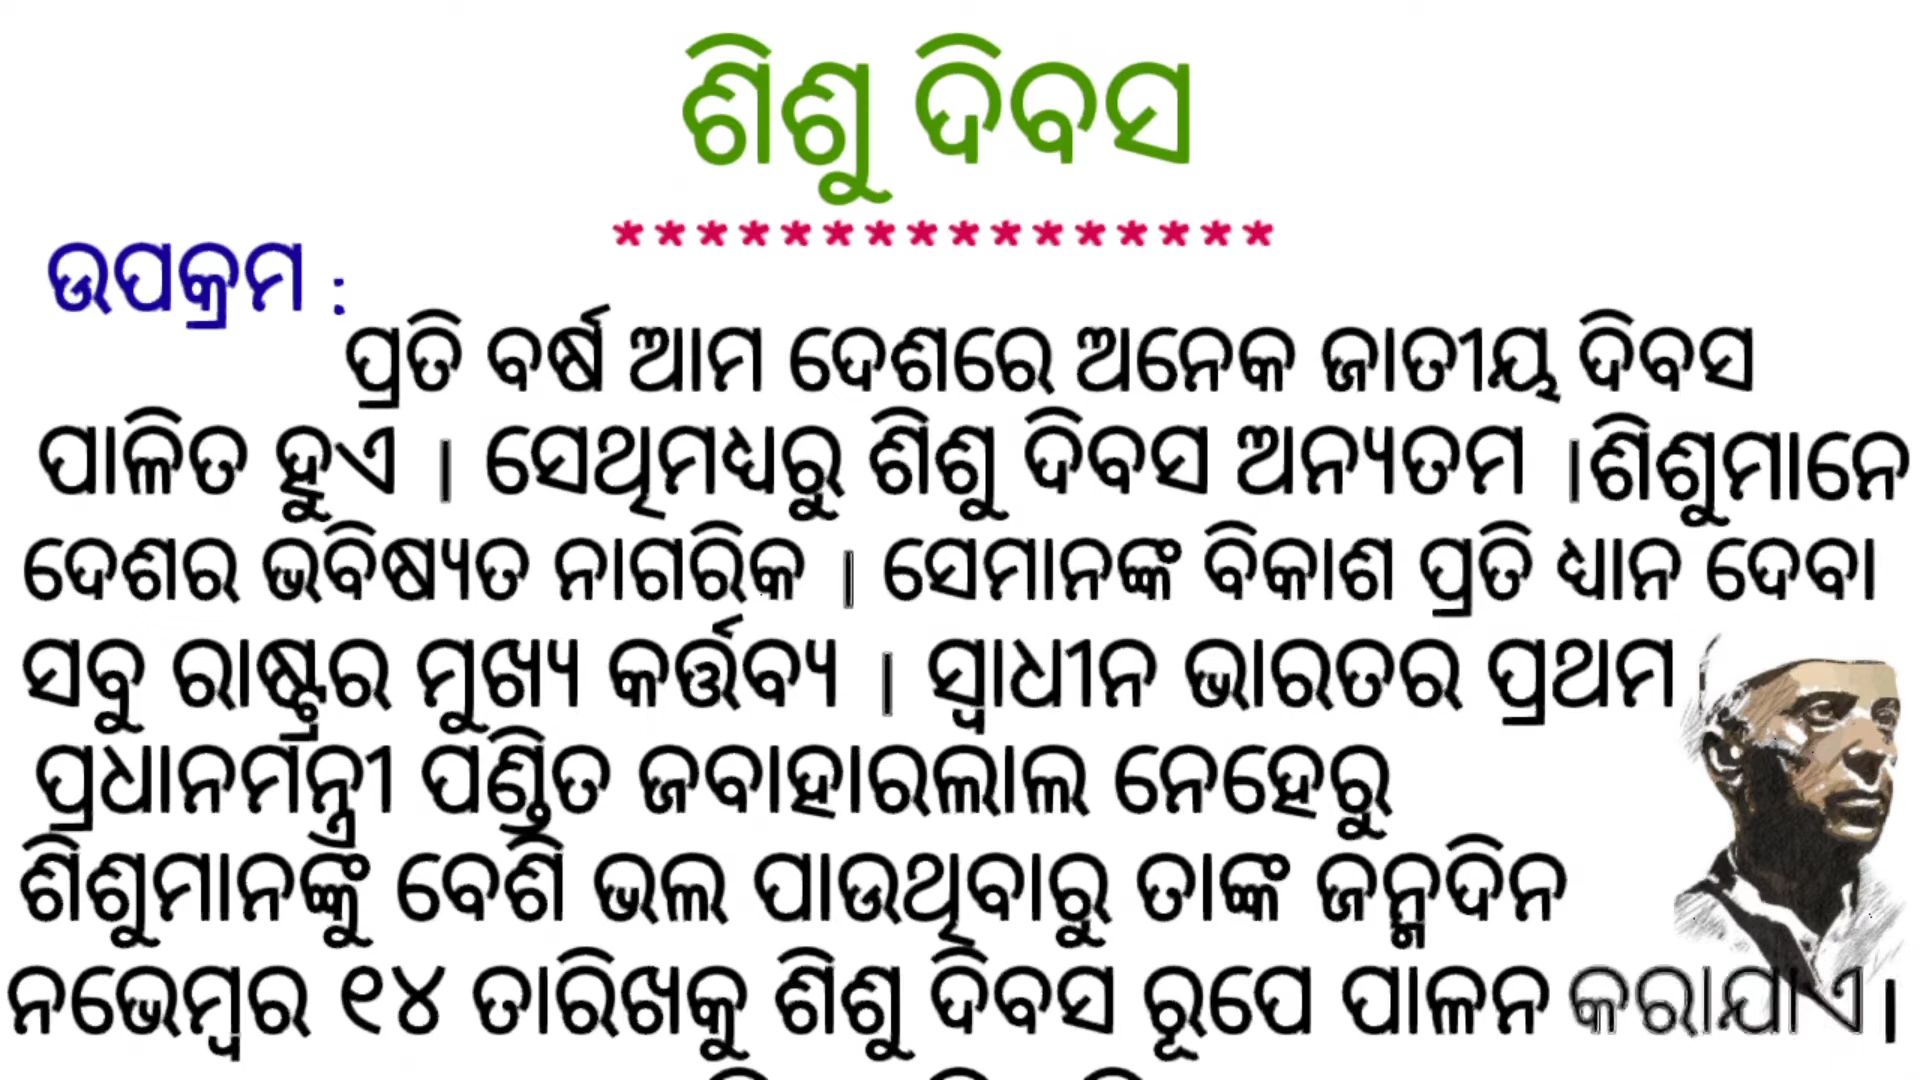 ଶିଶୁ ଦିବସ
****************
ଉପକ୍ରମ :
ପ୍ରତି ବର୍ଷ ଆମ ଦେଶରେ ଅନେକ ଜାତୀୟ ଦିବସ
ପାଳିତ ହୁଏ । ସେଥିମଧ୍ୟରୁ ଶିଶୁ ଦିବସ ଅନ୍ୟତମ ।ଶିଶୁମାନେ
ଦେଶର ଭବିଷ୍ୟତ ନାଗରିକ । ସେମାନଙ୍କ ବିକାଶ ପ୍ରତି ଧ୍ୟାନ ଦେବା
ସବୁ ରାଷ୍ଟ୍ରର ମୁଖ୍ୟ କର୍ତ୍ତବ୍ୟ । ସ୍ୱାଧୀନ ଭାରତର ପ୍ରଥମ
ପ୍ରଧାନମନ୍ତ୍ରୀ ପଣ୍ଡିତ ଜବାହାରଲାଲ ନେହେରୁ
ଶିଶୁମାନଙ୍କୁ ବେଶି ଭଲ ପାଉଥିବାରୁ ତାଙ୍କ ଜନ୍ମଦିନ
ନଭେମ୍ବର ୧୪ ତାରିଖକୁ ଶିଶୁ ଦିବସ ରୂପେ ପାଳନ କରାଯାଏ ।